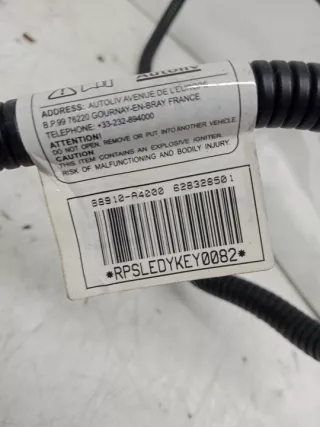 Autoliv
ADDRESS: AUTOLIV AVENUE DE L'EUROPE
B.P.99 76220 GOURNAY-EN-BRAY FRANCE
TELEPHONE: +33-232-894000
ATTENTION!
DO NOT OPEN, REMOVE OR PUT INTO ANOTHER VEHICLE.
CAUTION
THIS ITEM CONTAINS AN EXPLOSIVE IGNITER.
RISK OF MALFUNCTIONING AND BODILY INJURY.
88910-A4000 628328501
*RPSLEDYKEY0082*